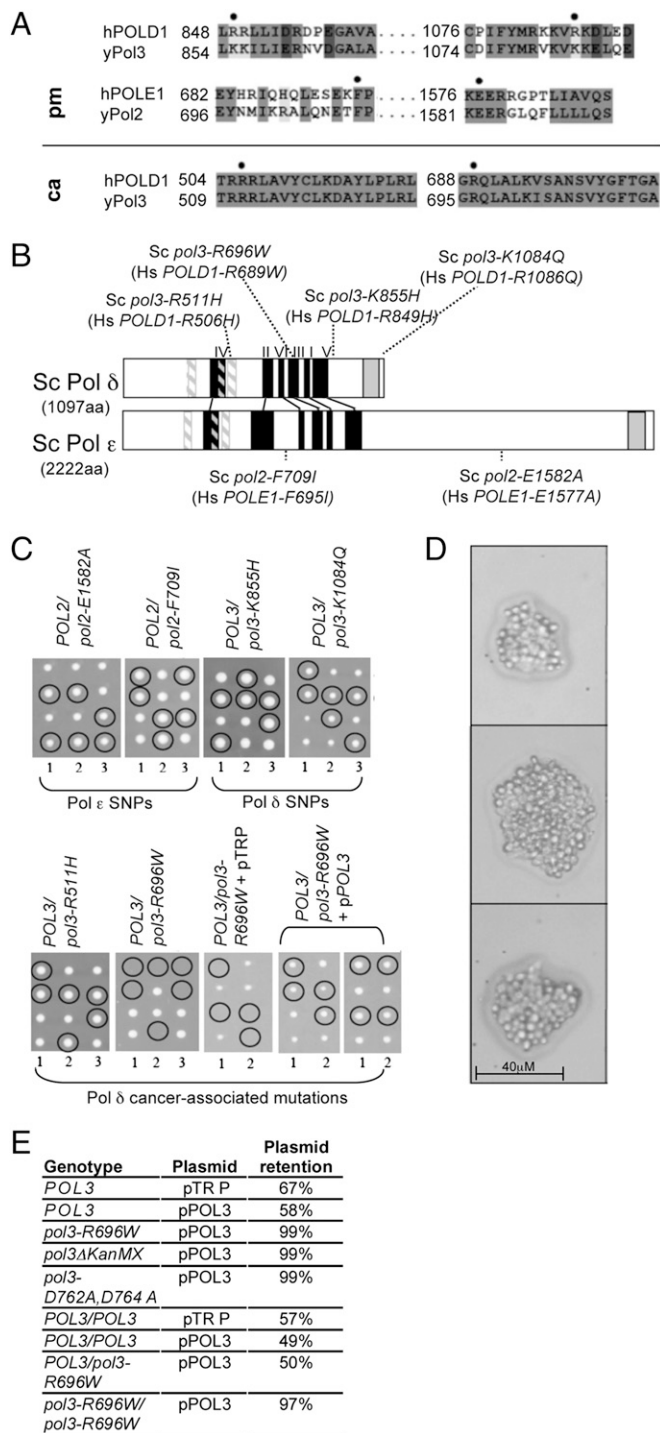 A
hPOLD1 848 LRRLLIDRDPEGAVA .... 1076 CPIFYMRKKVRKDLED
yPol3 854 LKKILIERNVDGALA 1074 CDIFYMRVKVKKELQE
pm
hPOLE1 682 EYHRIQHQLESEKFP .... 1576 KEERRGPTLIAVQS
yPol2 696 EYNMIKRALQNETFP 1581 KEERGLQFLLLLQS
ca
hPOLD1 504 TRRRLAVYCLKDAYLPLRL 688 GRQLALKVSANSVYGFTGA
yPol3 509 TRRRLAVYCLKDAYLPLRL 695 GRQLALKISANSVYGFTGA
B
Sc pol3-R696W
(Hs POLD1-R689W)
Sc pol3-K1084Q
(Hs POLD1-R1086Q)
Sc pol3-R511H
(Hs POLD1-R506H)
Sc pol3-K855H
(Hs POLD1-R849H)
IV II VI III I V
Sc Pol δ
(1097aa)
Sc Pol ε
(2222aa)
Sc pol2-F709I
(Hs POLE1-F695I)
Sc pol2-E1582A
(Hs POLE1-E1577A)
C
POL2/
pol2-E1582A
POL2/
pol2-F709I
POL3/
pol3-K855H
POL3/
pol3-K1084Q
1 2 3 1 2 3 1 2 3 1 2 3
Pol ε SNPs
Pol δ SNPs
POL3/
pol3-R511H
POL3/
pol3-R696W
POL3/pol3-
R696W + pTRP
POL3/
pol3-R696W
+ pPOL3
1 2 3 1 2 3 1 2 1 2 1 2
Pol δ cancer-associated mutations
D
40µM
E
Genotype Plasmid Plasmid retention
POL3 pTR P 67%
POL3 pPOL3 58%
pol3-R696W pPOL3 99%
pol3ΔKanMX pPOL3 99%
pol3- pPOL3 99%
D762A,D764 A
POL3/POL3 pTR P 57%
POL3/POL3 pPOL3 49%
POL3/pol3- pPOL3 50%
R696W
pol3-R696W/ pPOL3 97%
pol3-R696W